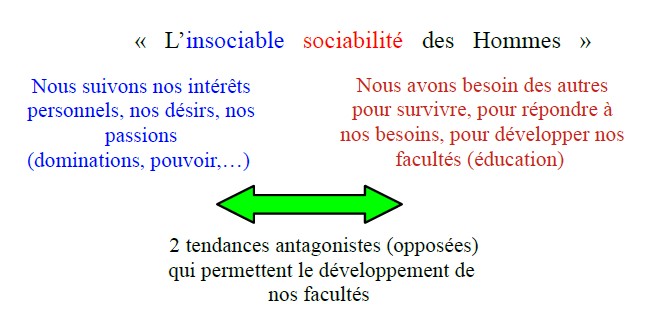 « L’insociable sociabilité des Hommes »
Nous suivons nos intérêts
personnels, nos désirs, nos
passions
(dominations, pouvoir,…)
Nous avons besoin des autres
pour survivre, pour répondre à
nos besoins, pour développer nos
facultés (éducation)
2 tendances antagonistes (opposées)
qui permettent le développement de
nos facultés